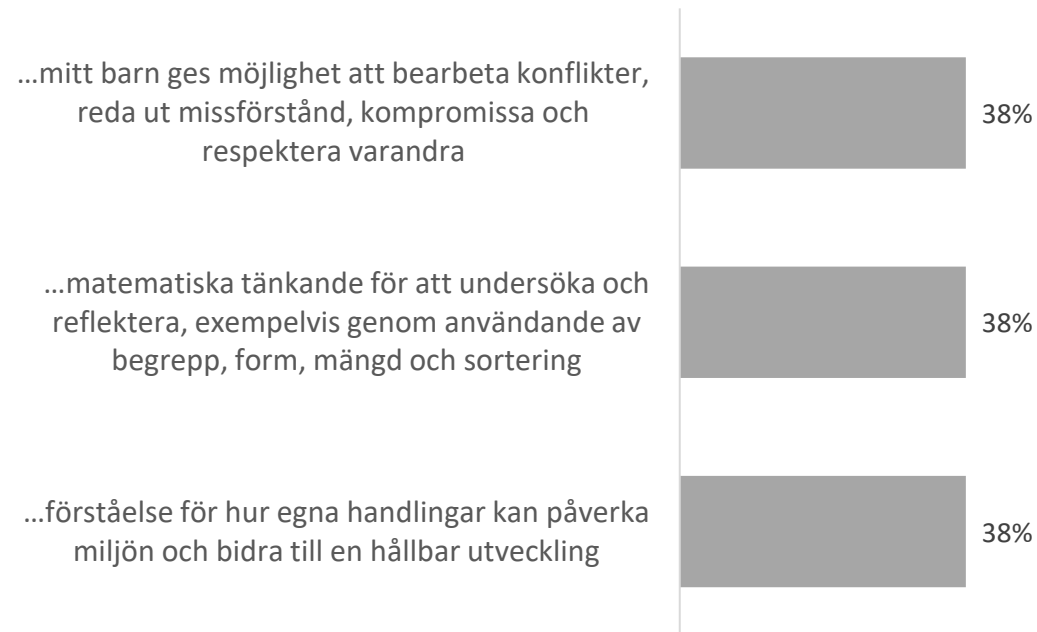 …mitt barn ges möjlighet att bearbeta konflikter,
reda ut missförstånd, kompromissa och
respektera varandra
38%
…matematiska tänkande för att undersöka och
reflektera, exempelvis genom användande av
begrepp, form, mängd och sortering
38%
…förståelse för hur egna handlingar kan påverka
miljön och bidra till en hållbar utveckling
38%